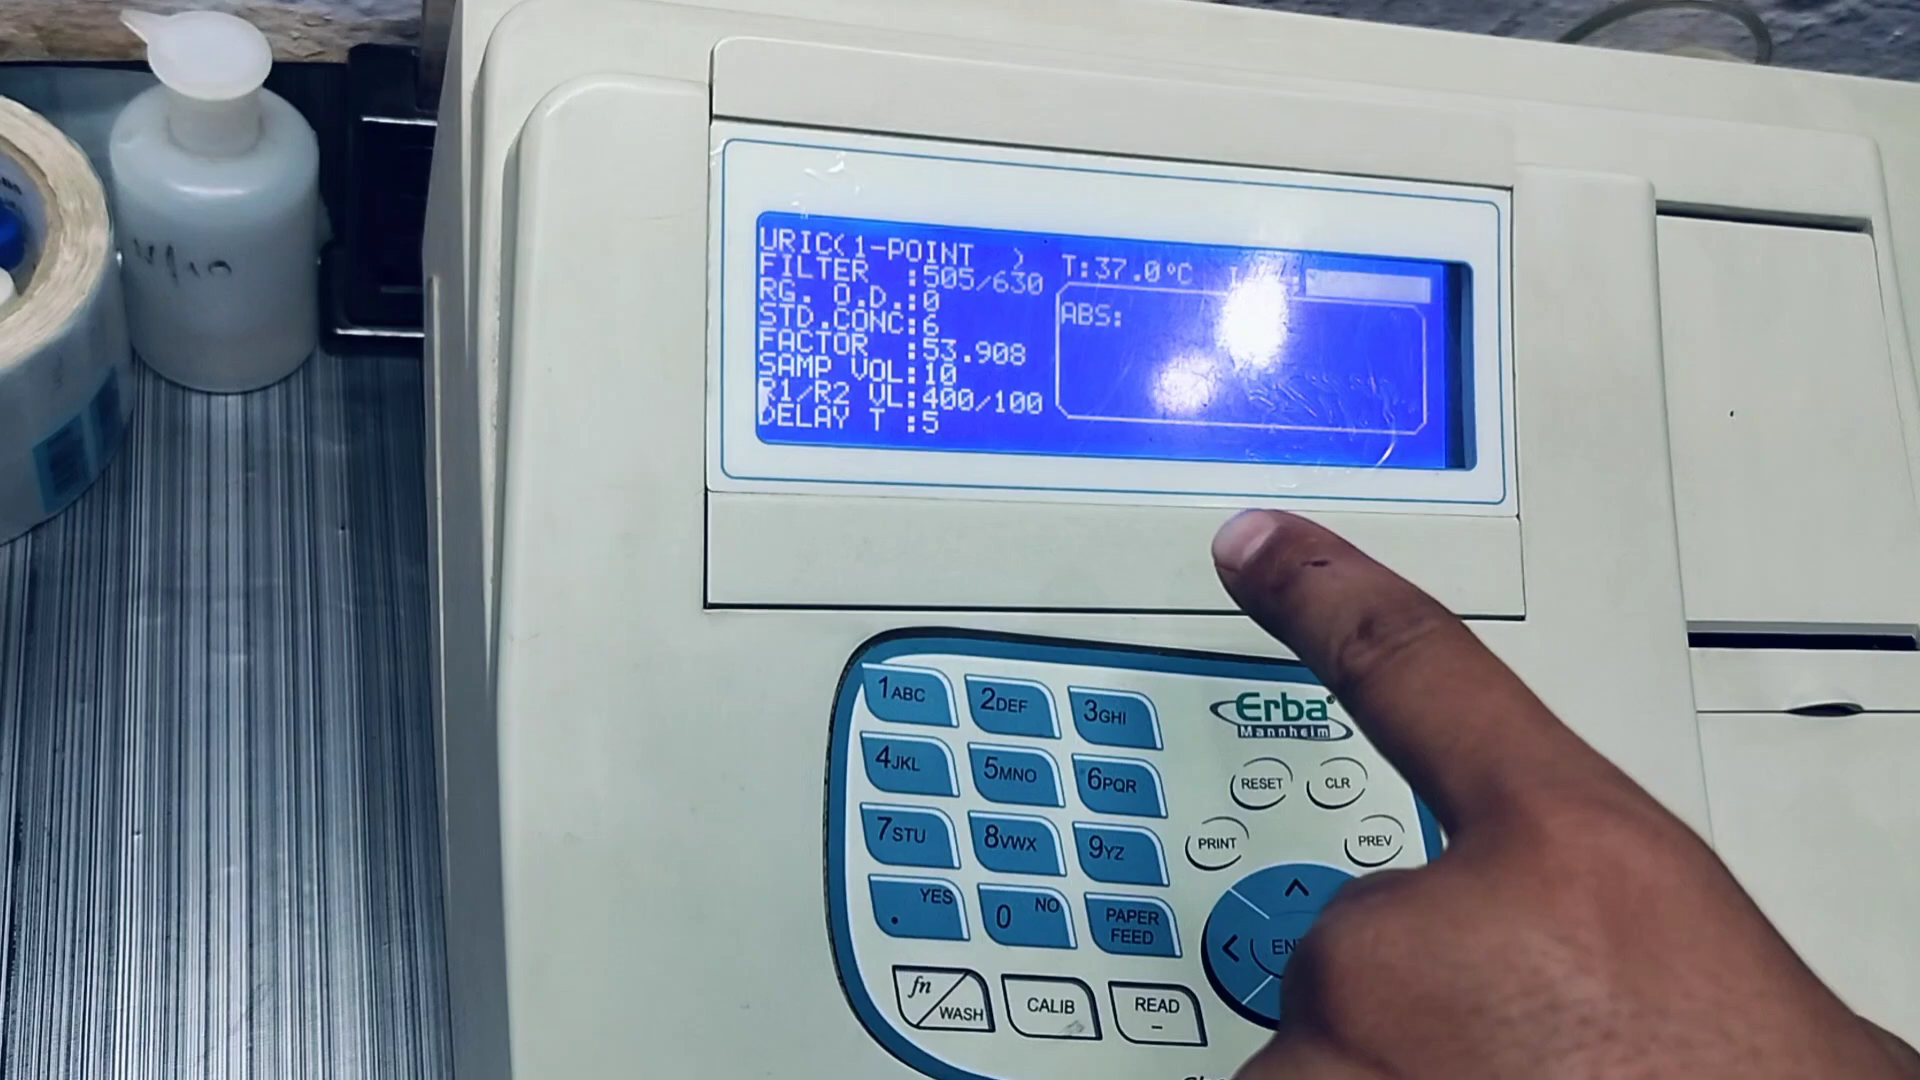 URIC(1-POINT )
FILTER :505/630
RG. O.D.:0
STD.CONC:6
FACTOR :53.908
SAMP VOL:10
R1/R2 VL:400/100
DELAY T :5
T:37.0°C
ABS:
1ABC 2DEF 3GHI
4JKL 5MNO 6PQR
7STU 8VWX 9YZ
. YES 0 NO PAPER FEED
fn/WASH CALIB READ
Erba®
Mannheim
RESET CLR
PRINT PREV